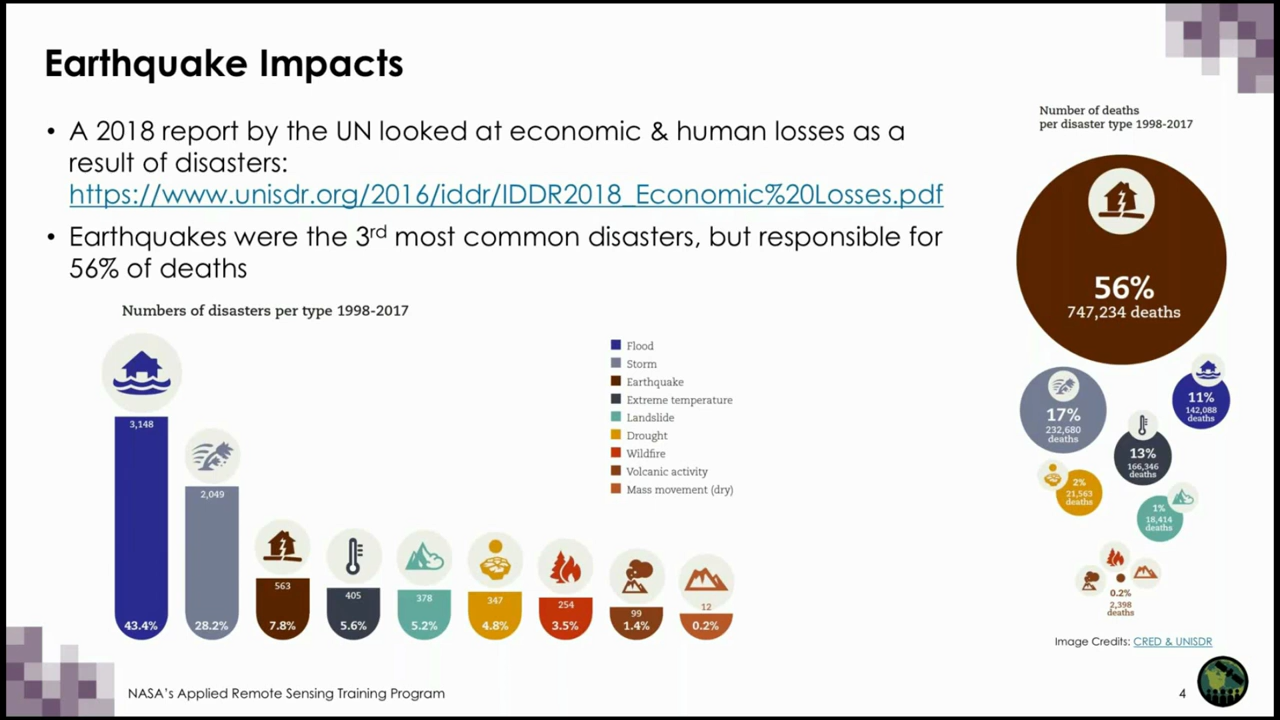 Earthquake Impacts
• A 2018 report by the UN looked at economic & human losses as a
result of disasters:
https://www.unisdr.org/2016/iddr/IDDR2018_Economic%20Losses.pdf
• Earthquakes were the 3rd most common disasters, but responsible for
56% of deaths
Numbers of disasters per type 1998-2017
3,148
43.4%
2,049
28.2%
563
7.8%
405
5.6%
378
5.2%
347
4.8%
254
3.5%
99
1.4%
12
0.2%
Flood
Storm
Earthquake
Extreme temperature
Landslide
Drought
Wildfire
Volcanic activity
Mass movement (dry)
Number of deaths
per disaster type 1998-2017
56%
747,234 deaths
17%
232,680
deaths
11%
142,088
deaths
13%
166,346
deaths
2%
21,563
deaths
1%
18,414
deaths
0.2%
2,398
deaths
Image Credits: CRED & UNISDR
NASA's Applied Remote Sensing Training Program
4